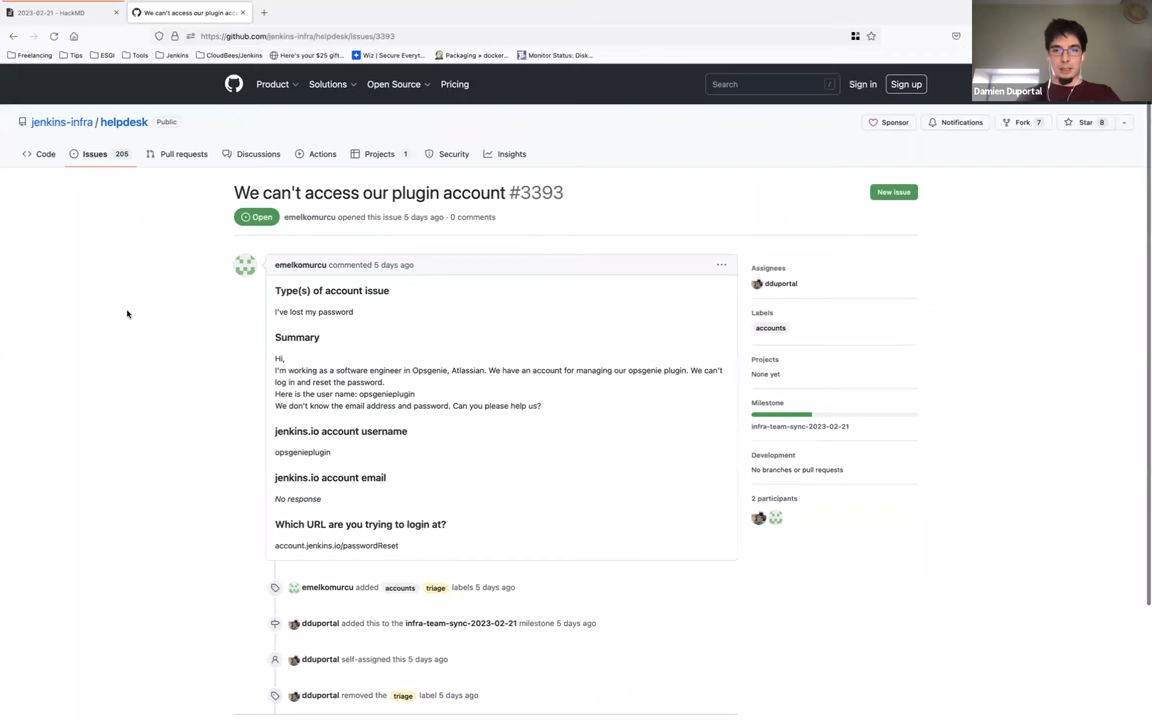 2023-02-21 - HackMD
We can't access our plugin acco
https://github.com/jenkins-infra/helpdesk/issues/3393
Freelancing Tips ESGI Tools Jenkins CloudBees/Jenkins Here's your $25 gift... Wiz | Secure Everyt... Packaging » docker... Monitor Status: Disk...
Damien Duportal
Product Solutions Open Source Pricing Search / Sign in Sign up
jenkins-infra / helpdesk Public
Sponsor Notifications Fork 7 Star 8
Code Issues 205 Pull requests Discussions Actions Projects 1 Security Insights
We can't access our plugin account #3393
New issue
Open emelkomurcu opened this issue 5 days ago · 0 comments
emelkomurcu commented 5 days ago
Type(s) of account issue
I've lost my password
Summary
Hi,
I'm working as a software engineer in Opsgenie, Atlassian. We have an account for managing our opsgenie plugin. We can't
log in and reset the password.
Here is the user name: opsgenieplugin
We don't know the email address and password. Can you please help us?
jenkins.io account username
opsgenieplugin
jenkins.io account email
No response
Which URL are you trying to login at?
account.jenkins.io/passwordReset
Assignees
dduportal
Labels
accounts
Projects
None yet
Milestone
infra-team-sync-2023-02-21
Development
No branches or pull requests
2 participants
emelkomurcu added accounts triage labels 5 days ago
dduportal added this to the infra-team-sync-2023-02-21 milestone 5 days ago
dduportal self-assigned this 5 days ago
dduportal removed the triage label 5 days ago